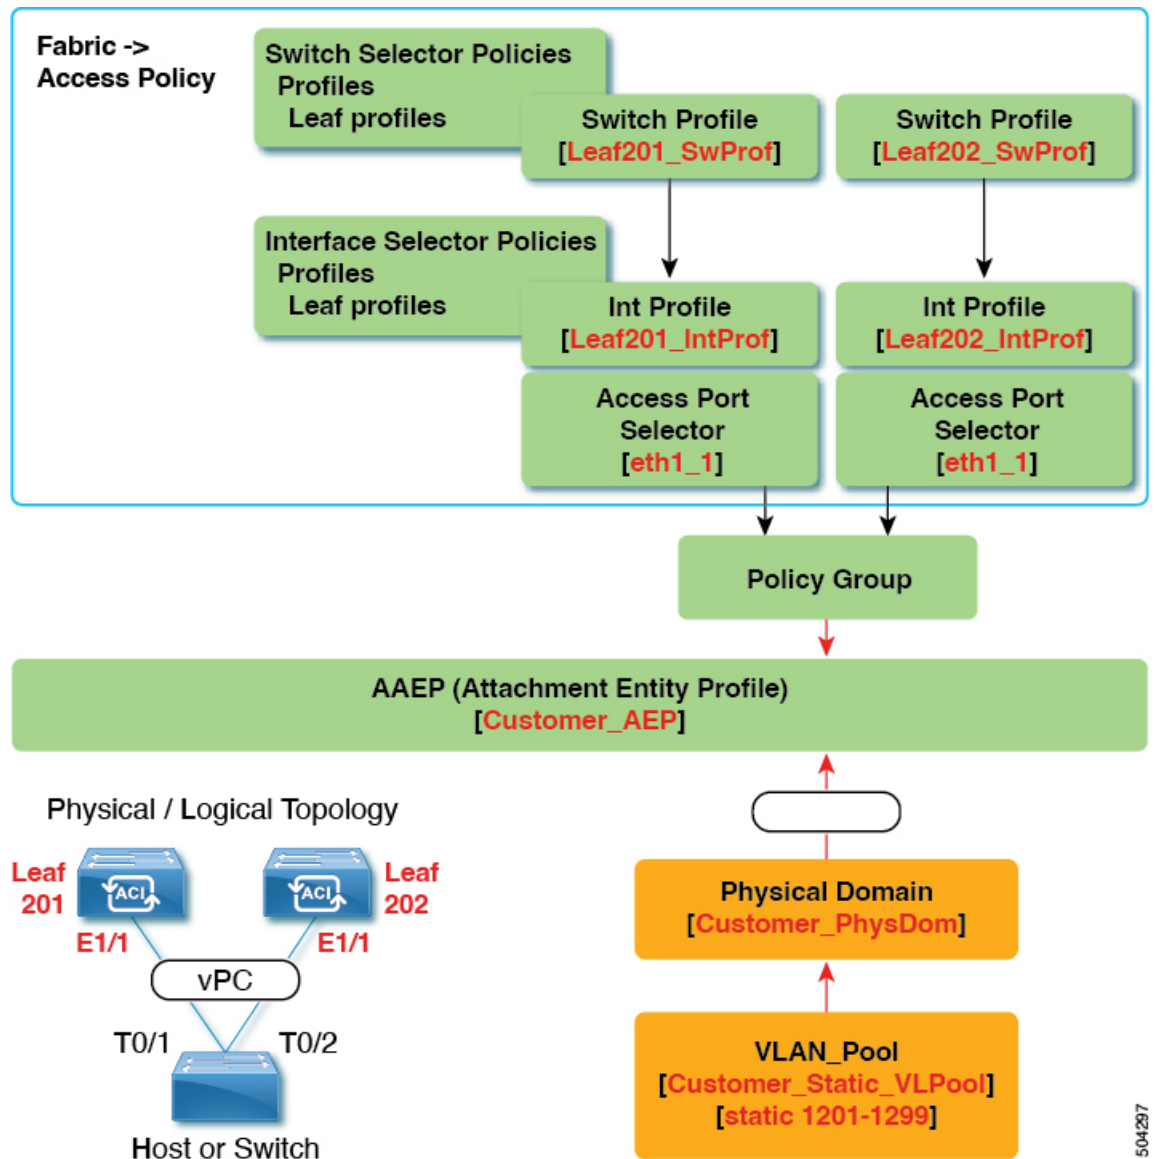 Fabric ->
Access Policy
Switch Selector Policies
Profiles
Leaf profiles
Switch Profile
[Leaf201_SwProf]
Switch Profile
[Leaf202_SwProf]
Interface Selector Policies
Profiles
Leaf profiles
Int Profile
[Leaf201_IntProf]
Int Profile
[Leaf202_IntProf]
Access Port
Selector
[eth1_1]
Access Port
Selector
[eth1_1]
Policy Group
AAEP (Attachment Entity Profile)
[Customer_AEP]
Physical / Logical Topology
Leaf
201
ACI
ACI
Leaf
202
E1/1
E1/1
vPC
T0/1
T0/2
Host or Switch
Physical Domain
[Customer_PhysDom]
VLAN_Pool
[Customer_Static_VLPool]
[static 1201-1299]
504297